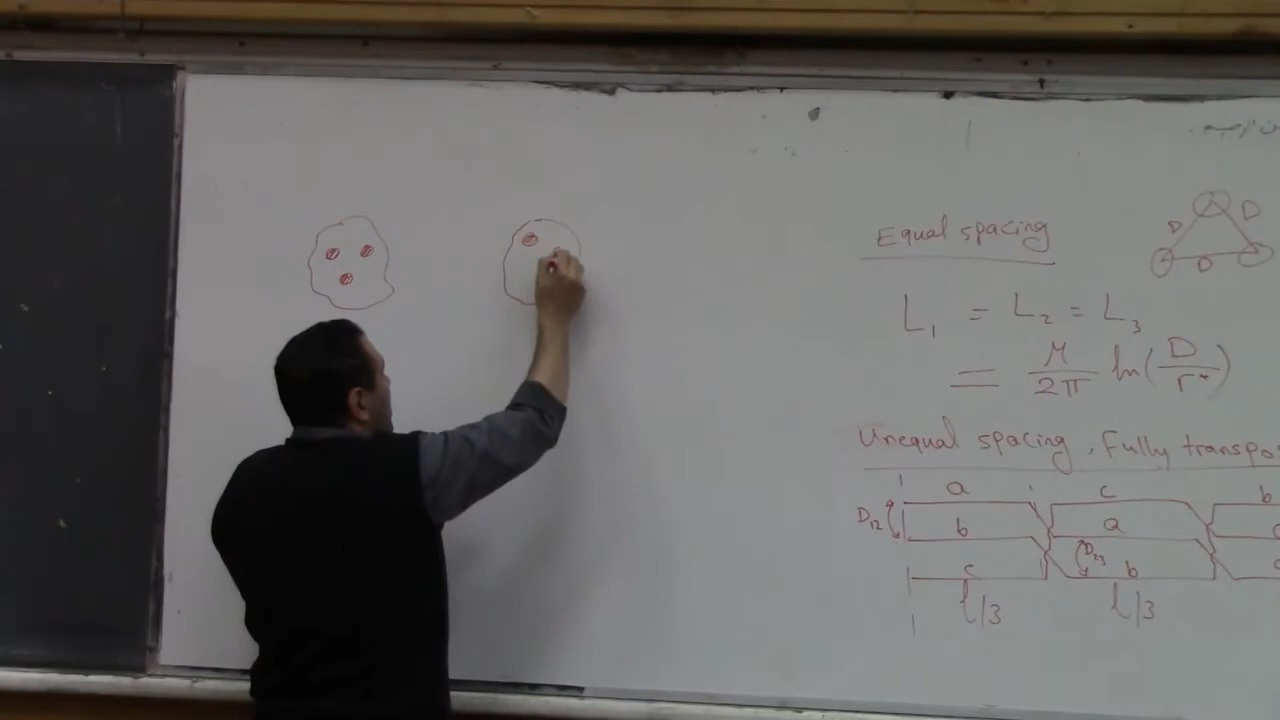 Equal spacing
D
D
D
L₁ = L₂ = L₃
= μ/2π ln(D/r*)
Unequal spacing, Fully transpo
a c b
D₁₂ b a
c D₂₃ b
l/3 l/3